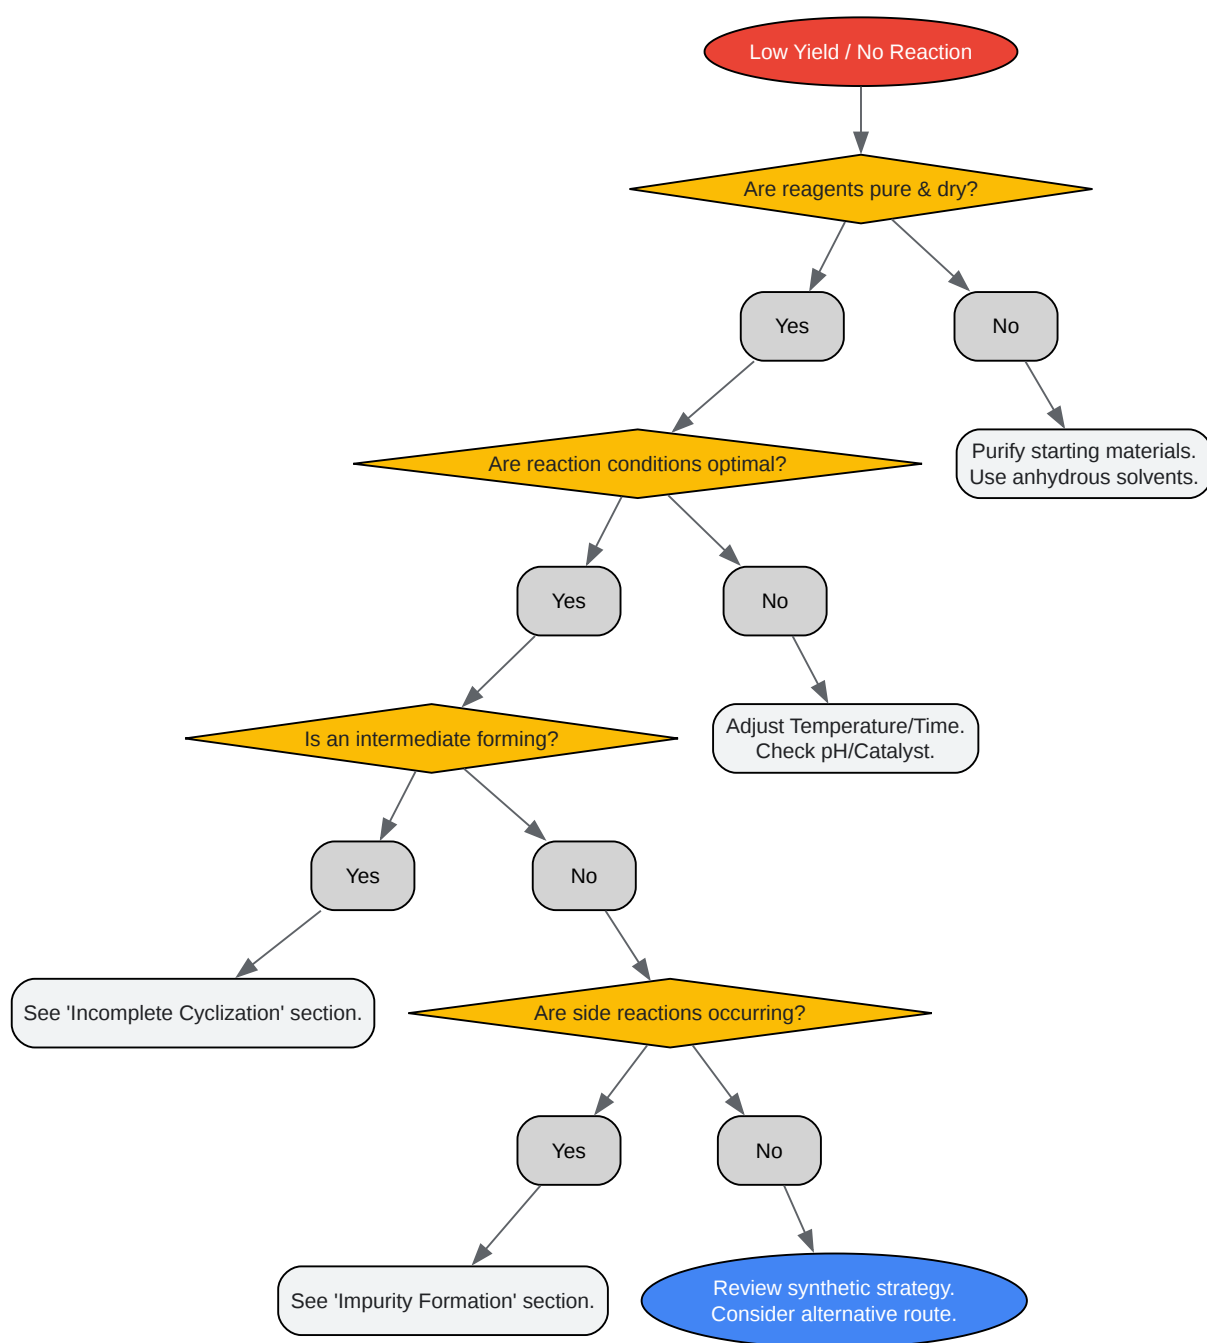 Low Yield / No Reaction
Are reagents pure & dry?
Yes
No
Purify starting materials.
Use anhydrous solvents.
Are reaction conditions optimal?
Yes
No
Adjust Temperature/Time.
Check pH/Catalyst.
Is an intermediate forming?
Yes
No
See 'Incomplete Cyclization' section.
Are side reactions occurring?
Yes
No
See 'Impurity Formation' section.
Review synthetic strategy.
Consider alternative route.